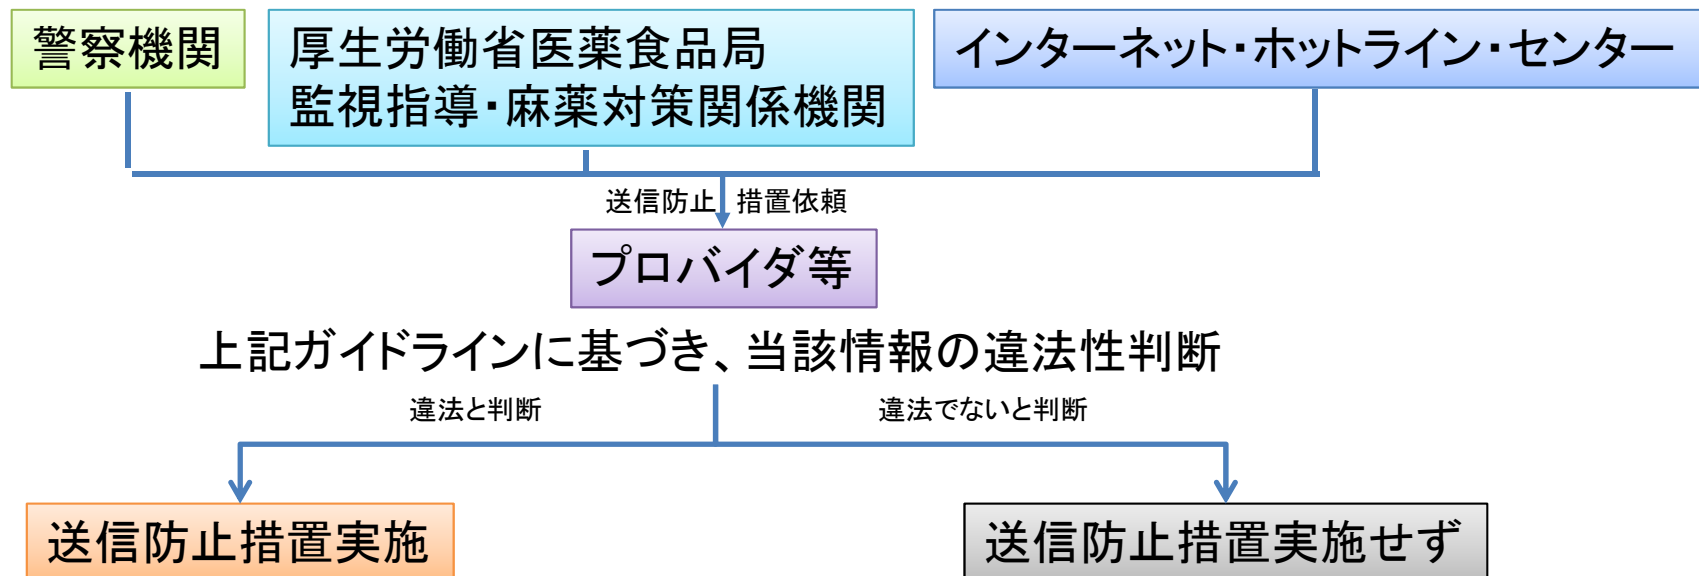 警察機関
厚生労働省医薬食品局
監視指導・麻薬対策関係機関
インターネット・ホットライン・センター
送信防止 措置依頼
プロバイダ等
上記ガイドラインに基づき、当該情報の違法性判断
違法と判断
違法でないと判断
送信防止措置実施
送信防止措置実施せず